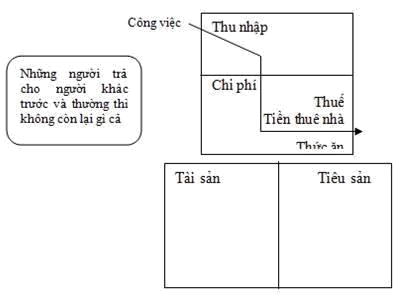 Công việc
Thu nhập
Những người trả
cho người khác
trước và thường thì
không còn lại gì cả
Chi phí
Thuế
Tiền thuê nhà
Thức ăn
Tài sản
Tiêu sản